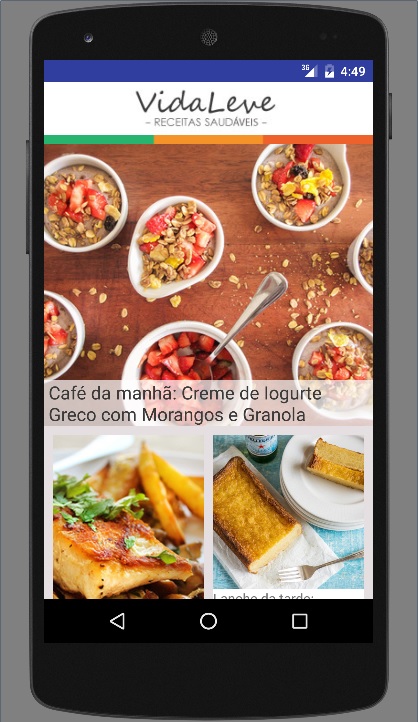 3G 4:49
VidaLeve
– RECEITAS SAUDÁVEIS –
Café da manhã: Creme de Iogurte
Greco com Morangos e Granola
Lanche da tarde: